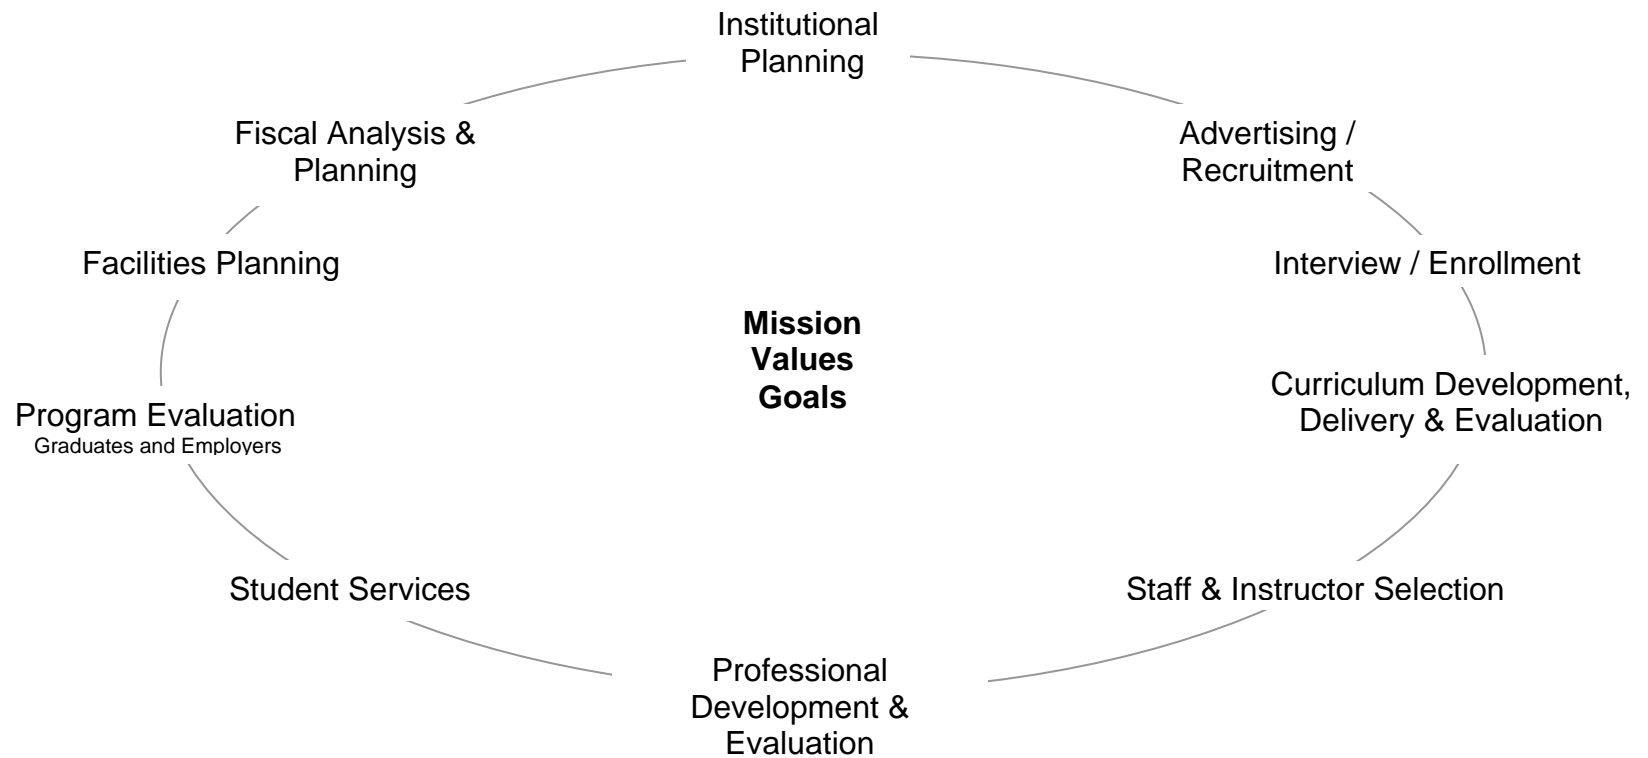 Institutional
Planning
Fiscal Analysis &
Planning
Advertising /
Recruitment
Facilities Planning
Interview / Enrollment
Mission
Values
Goals
Program Evaluation
Graduates and Employers
Curriculum Development,
Delivery & Evaluation
Student Services
Staff & Instructor Selection
Professional
Development &
Evaluation